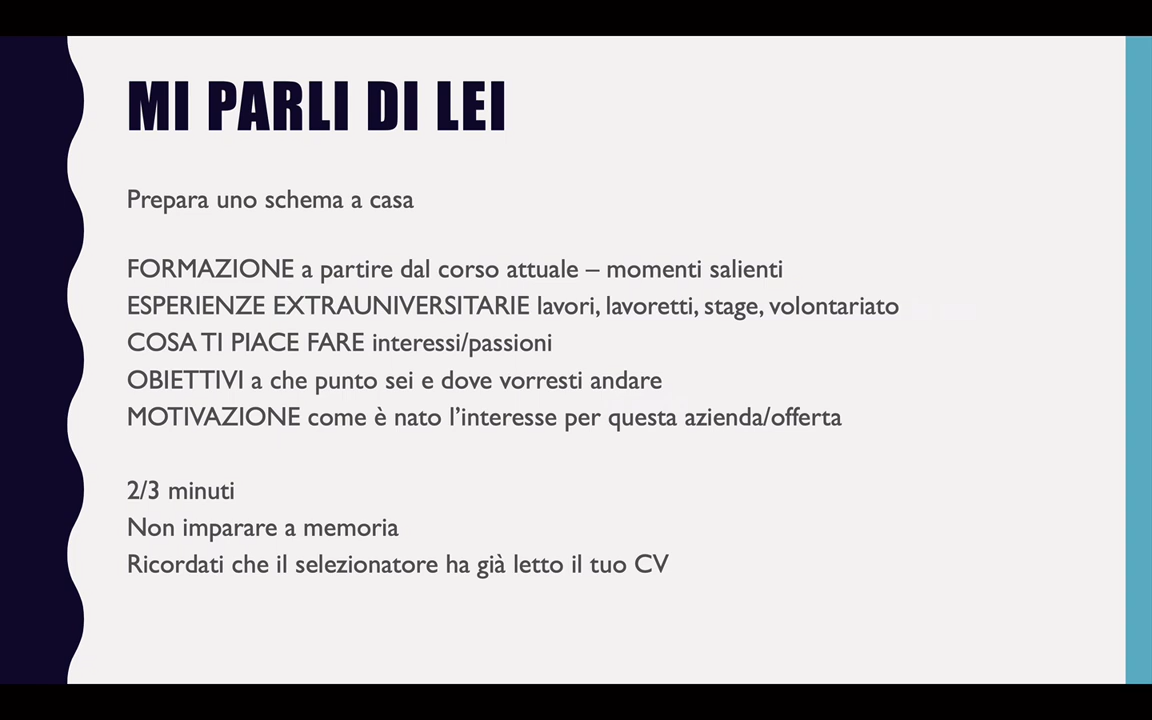 MI PARLI DI LEI
Prepara uno schema a casa
FORMAZIONE a partire dal corso attuale – momenti salienti
ESPERIENZE EXTRAUNIVERSITARIE lavori, lavoretti, stage, volontariato
COSA TI PIACE FARE interessi/passioni
OBIETTIVI a che punto sei e dove vorresti andare
MOTIVAZIONE come è nato l’interesse per questa azienda/offerta
2/3 minuti
Non imparare a memoria
Ricordati che il selezionatore ha già letto il tuo CV